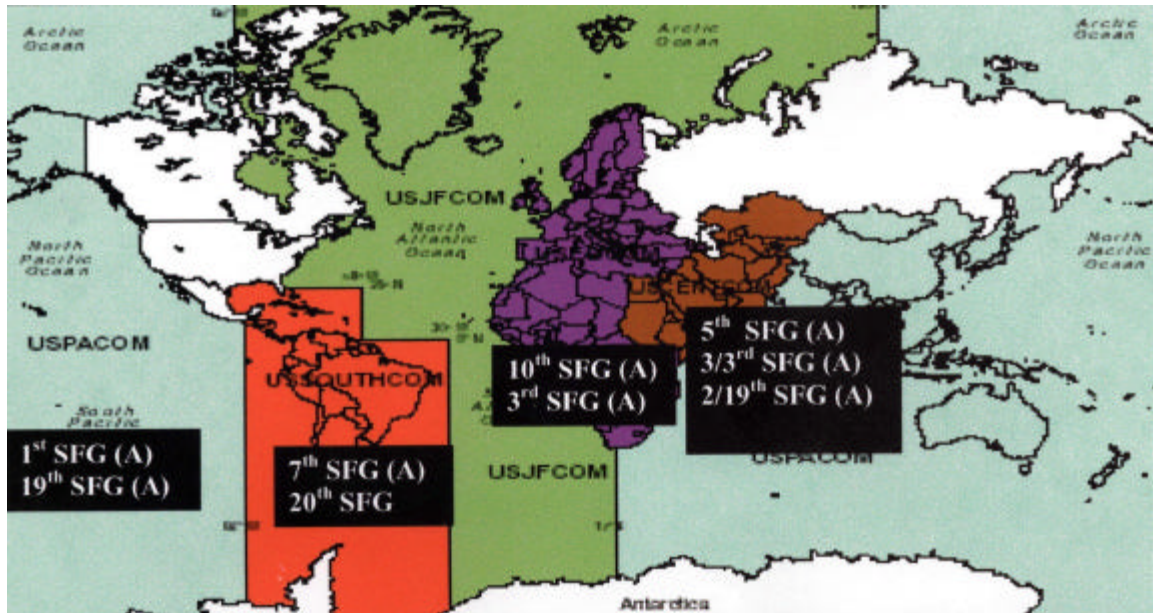 Arctic
Ocean
Arctic
Ocean
Arctic
Ocean
USJFCOM
North
Atlantic
Ocean
North
Pacific
Ocean
North
Pacific
Ocean
USPACOM
USSOUTHCOM
South
Pacific
1st SFG (A)
19th SFG (A)
7th SFG (A)
20th SFG
10th SFG (A)
3rd SFG (A)
5th SFG (A)
3/3rd SFG (A)
2/19th SFG (A)
USJFCOM
USPACOM
Antarctica